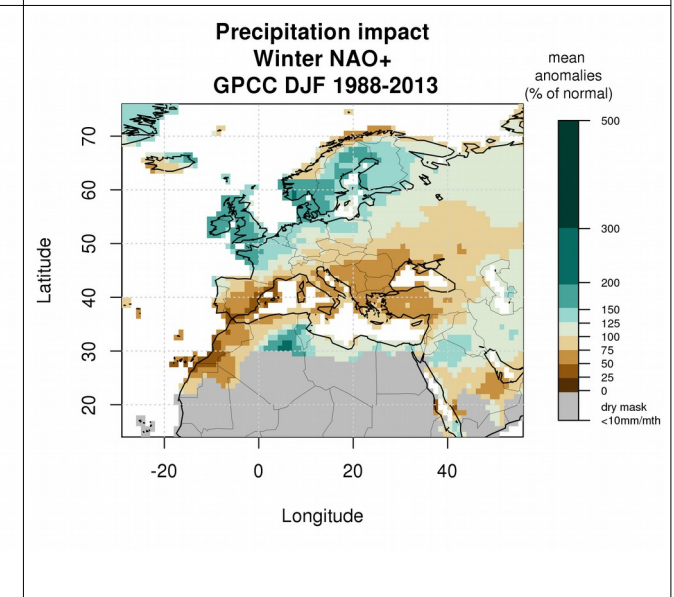 Precipitation impact
Winter NAO+
GPCC DJF 1988-2013
mean
anomalies
(% of normal)
500
300
200
150
125
100
75
50
25
0
dry mask
<10mm/mth
Latitude
70
60
50
40
30
20
-20
0
20
40
Longitude